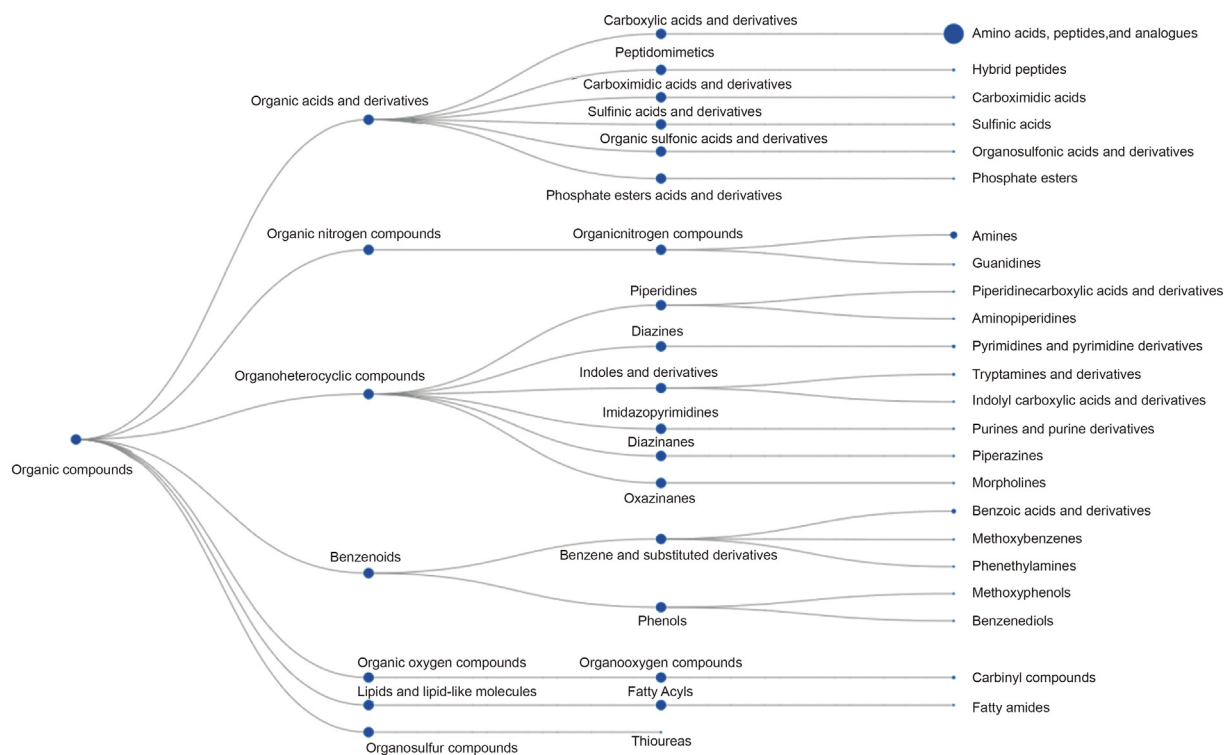 Carboxylic acids and derivatives
Amino acids, peptides,and analogues
Peptidomimetics
Hybrid peptides
Organic acids and derivatives
Carboximidic acids and derivatives
Carboximidic acids
Sulfinic acids and derivatives
Sulfinic acids
Organic sulfonic acids and derivatives
Organosulfonic acids and derivatives
Phosphate esters acids and derivatives
Phosphate esters
Organic nitrogen compounds
Organicnitrogen compounds
Amines
Guanidines
Piperidines
Piperidinecarboxylic acids and derivatives
Aminopiperidines
Diazines
Pyrimidines and pyrimidine derivatives
Organoheterocyclic compounds
Indoles and derivatives
Tryptamines and derivatives
Indolyl carboxylic acids and derivatives
Imidazopyrimidines
Purines and purine derivatives
Diazinanes
Piperazines
Organic compounds
Oxazinanes
Morpholines
Benzenoids
Benzene and substituted derivatives
Benzoic acids and derivatives
Methoxybenzenes
Phenethylamines
Phenols
Methoxyphenols
Benzenediols
Organic oxygen compounds
Organooxygen compounds
Carbinyl compounds
Lipids and lipid-like molecules
Fatty Acyls
Fatty amides
Organosulfur compounds
Thioureas